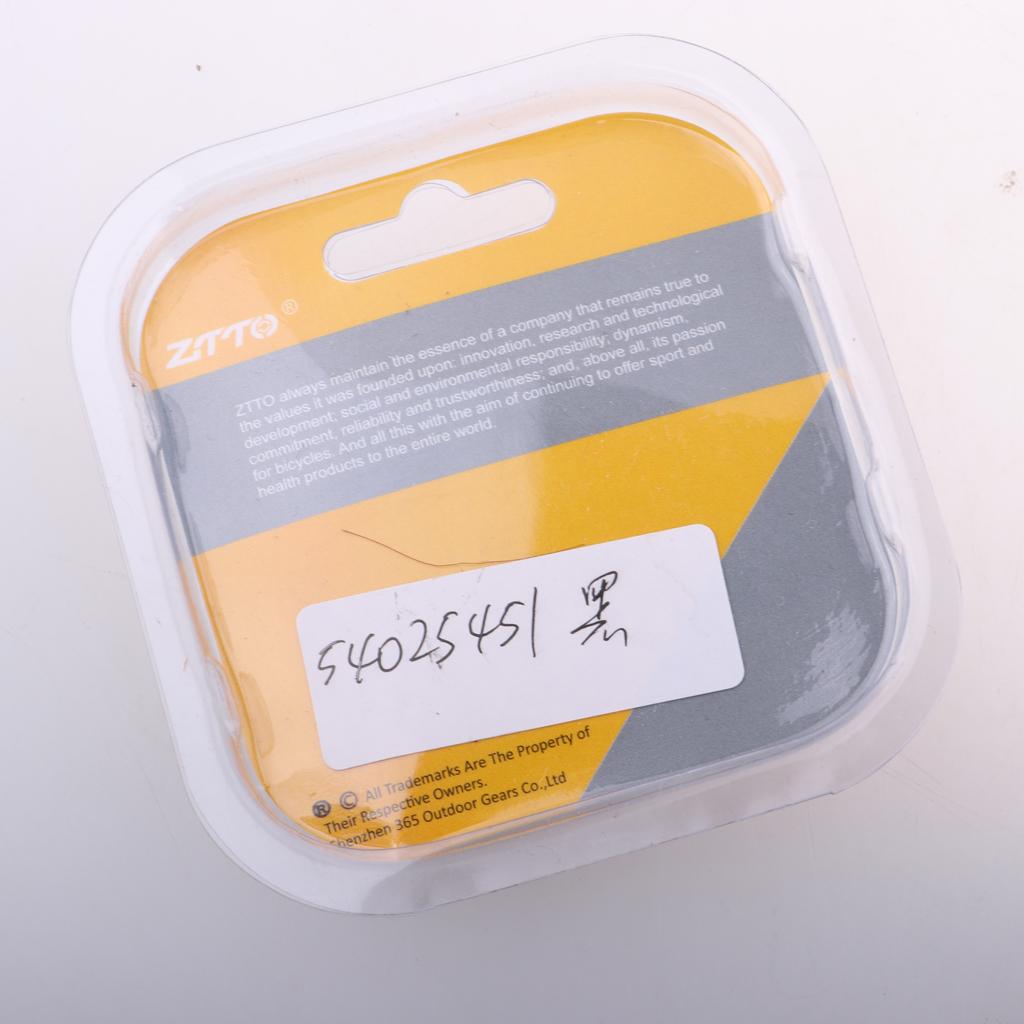 ZTTO®
ZTTO always maintain the essence of a company that remains true to
the values it was founded upon: innovation, research and technological
development; social and environmental responsibility; dynamism,
commitment, reliability and trustworthiness; and, above all, its passion
for bicycles. And all this with the aim of continuing to offer sport and
health products to the entire world.
54025451 黑
® © All Trademarks Are The Property of
Their Respective Owners.
Shenzhen 365 Outdoor Gears Co.,Ltd